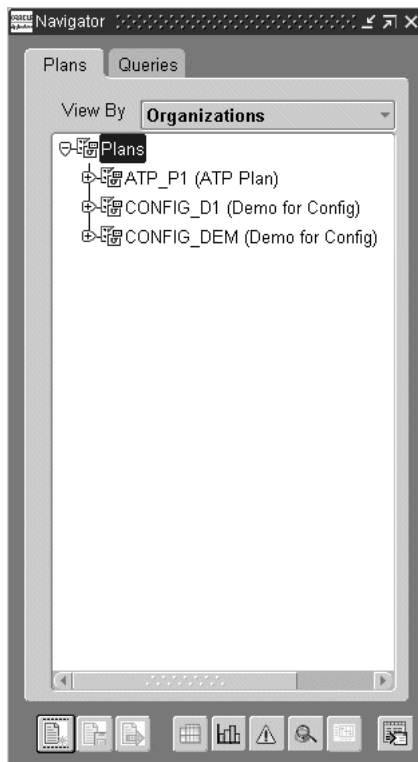 Navigator
Plans Queries
View By Organizations
Plans
ATP_P1 (ATP Plan)
CONFIG_D1 (Demo for Config)
CONFIG_DEM (Demo for Config)